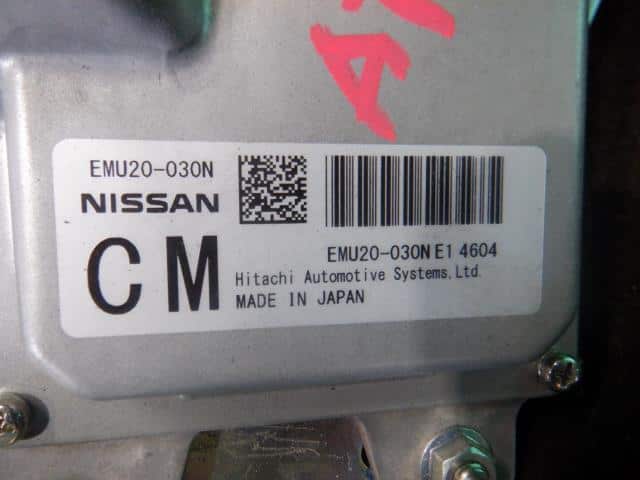 EMU20-030N
NISSAN
CM
EMU20-030N E1 4604
Hitachi Automotive Systems,Ltd.
MADE IN JAPAN